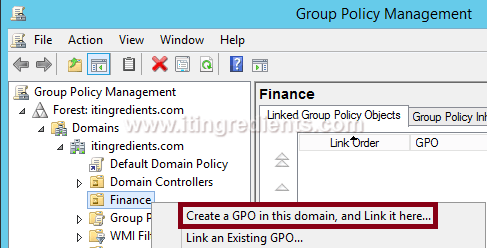 Group Policy Management
File Action View Window Help
Group Policy Management
Forest: itingredients.com
Domains
itingredients.com
Default Domain Policy
Domain Controllers
Finance
Group P
WMI Filt
Finance
Linked Group Policy Objects Group Policy Inh
Link Order GPO
www.itingredients.com
Create a GPO in this domain, and Link it here...
Link an Existing GPO...